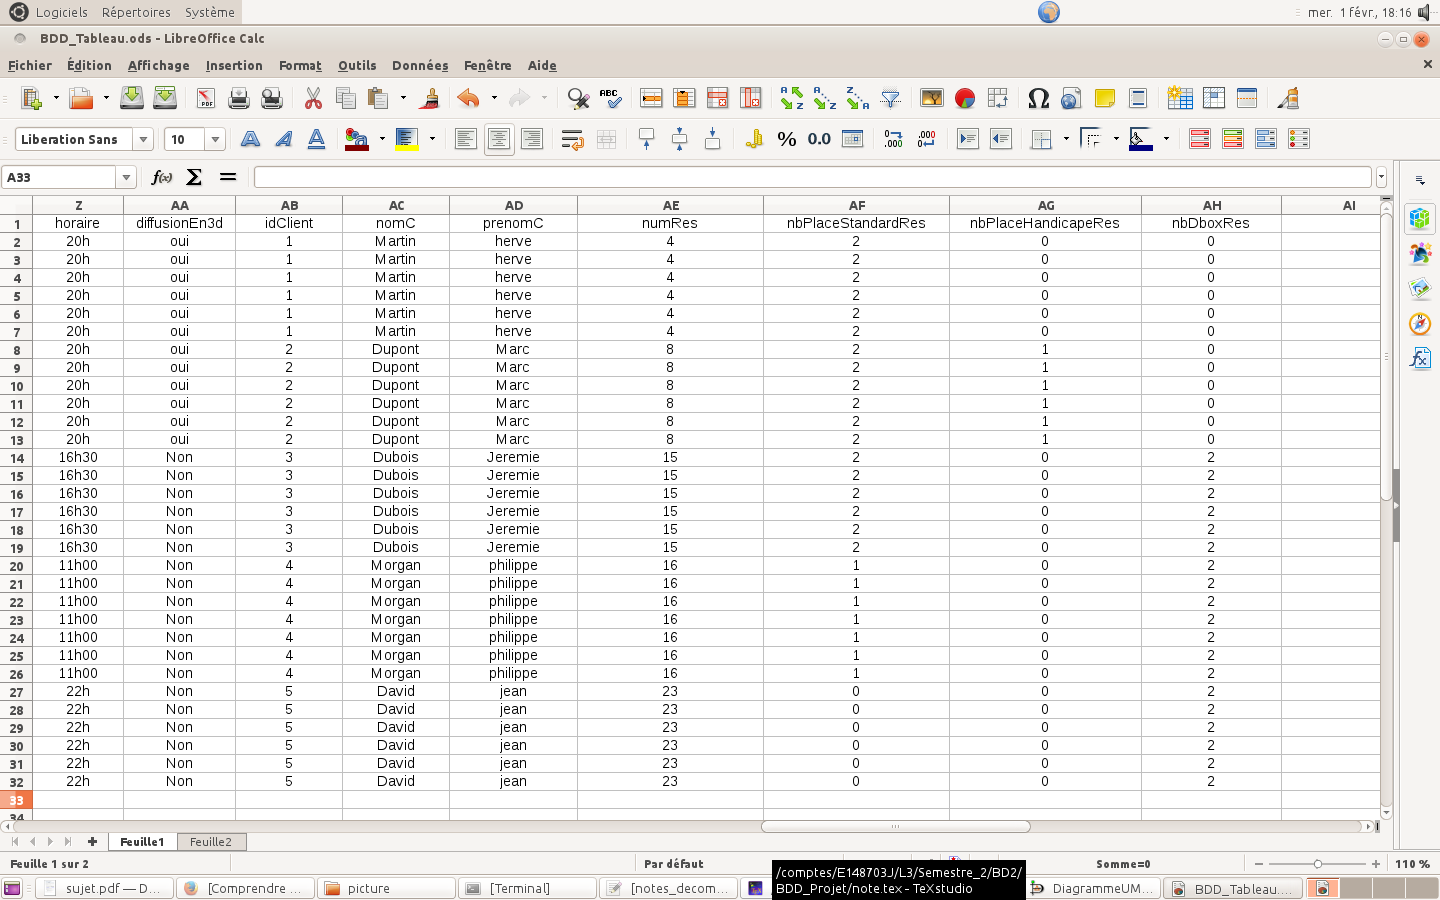 Logiciels Répertoires Système mer. 1 févr., 18:16
BDD_Tableau.ods - LibreOffice Calc
Fichier Édition Affichage Insertion Format Outils Données Fenêtre Aide
Liberation Sans 10
A33
Z AA AB AC AD AE AF AG AH AI
1 horaire diffusionEn3d idClient nomC prenomC numRes nbPlaceStandardRes nbPlaceHandicapeRes nbDboxRes
2 20h oui 1 Martin herve 4 2 0 0
3 20h oui 1 Martin herve 4 2 0 0
4 20h oui 1 Martin herve 4 2 0 0
5 20h oui 1 Martin herve 4 2 0 0
6 20h oui 1 Martin herve 4 2 0 0
7 20h oui 1 Martin herve 4 2 0 0
8 20h oui 2 Dupont Marc 8 2 1 0
9 20h oui 2 Dupont Marc 8 2 1 0
10 20h oui 2 Dupont Marc 8 2 1 0
11 20h oui 2 Dupont Marc 8 2 1 0
12 20h oui 2 Dupont Marc 8 2 1 0
13 20h oui 2 Dupont Marc 8 2 1 0
14 16h30 Non 3 Dubois Jeremie 15 2 0 2
15 16h30 Non 3 Dubois Jeremie 15 2 0 2
16 16h30 Non 3 Dubois Jeremie 15 2 0 2
17 16h30 Non 3 Dubois Jeremie 15 2 0 2
18 16h30 Non 3 Dubois Jeremie 15 2 0 2
19 16h30 Non 3 Dubois Jeremie 15 2 0 2
20 11h00 Non 4 Morgan philippe 16 1 0 2
21 11h00 Non 4 Morgan philippe 16 1 0 2
22 11h00 Non 4 Morgan philippe 16 1 0 2
23 11h00 Non 4 Morgan philippe 16 1 0 2
24 11h00 Non 4 Morgan philippe 16 1 0 2
25 11h00 Non 4 Morgan philippe 16 1 0 2
26 11h00 Non 4 Morgan philippe 16 1 0 2
27 22h Non 5 David jean 23 0 0 2
28 22h Non 5 David jean 23 0 0 2
29 22h Non 5 David jean 23 0 0 2
30 22h Non 5 David jean 23 0 0 2
31 22h Non 5 David jean 23 0 0 2
32 22h Non 5 David jean 23 0 0 2
33
34
Feuille1 Feuille2
Feuille 1 sur 2 Par défaut Somme=0 110 %
/comptes/E148703J/L3/Semestre_2/BD2/
BDD_Projet/note.tex - TeXstudio
sujet.pdf — D... [Comprendre ... picture [Terminal] [notes_decom... DiagrammeUM... BDD_Tableau....